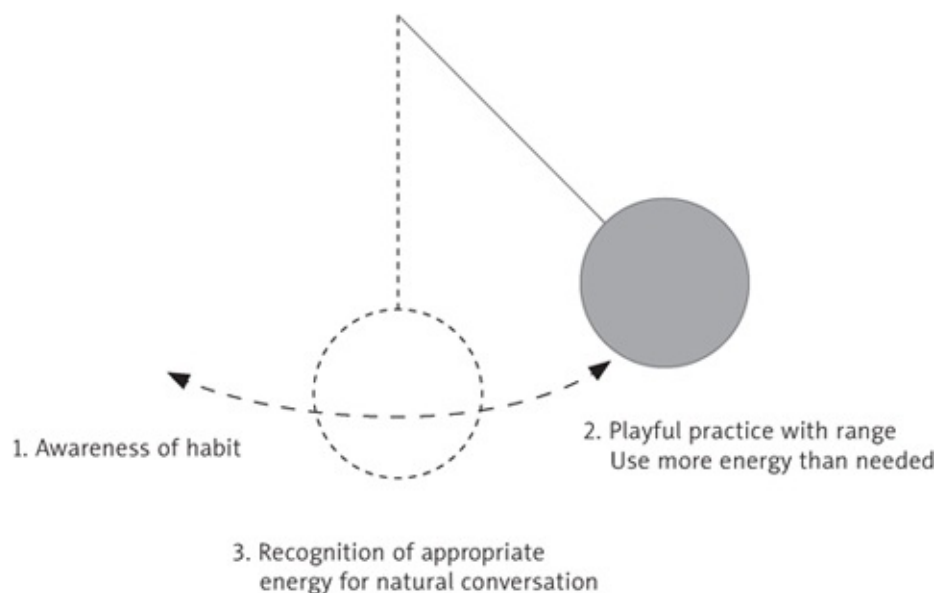 1. Awareness of habit
2. Playful practice with range
Use more energy than needed
3. Recognition of appropriate
energy for natural conversation